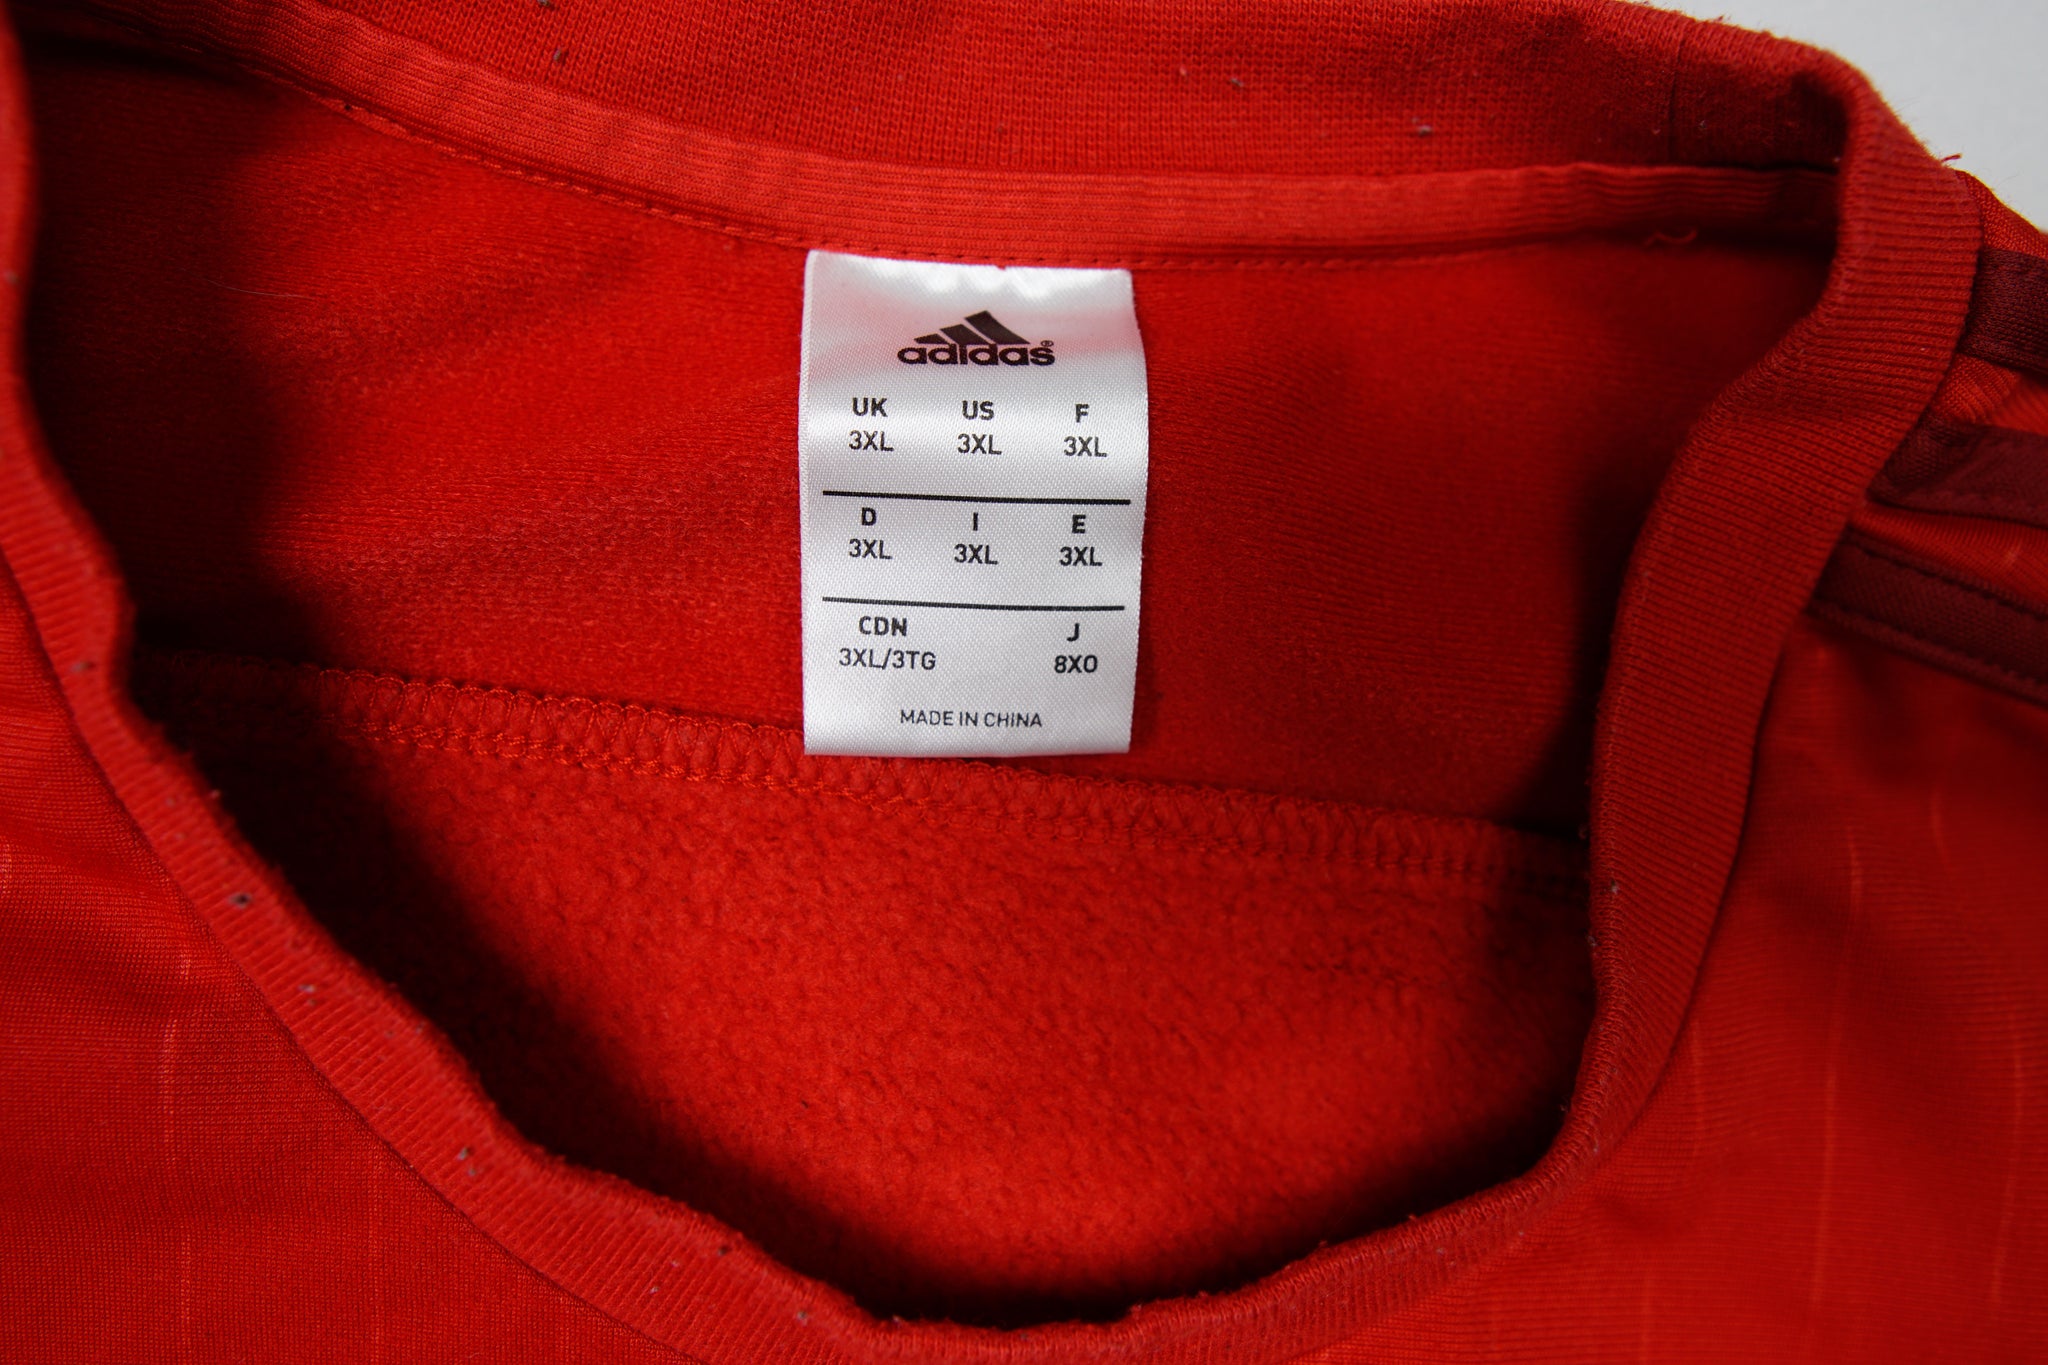 adidas®
UK US F
3XL 3XL 3XL
D I E
3XL 3XL 3XL
CDN J
3XL/3TG 8XO
MADE IN CHINA